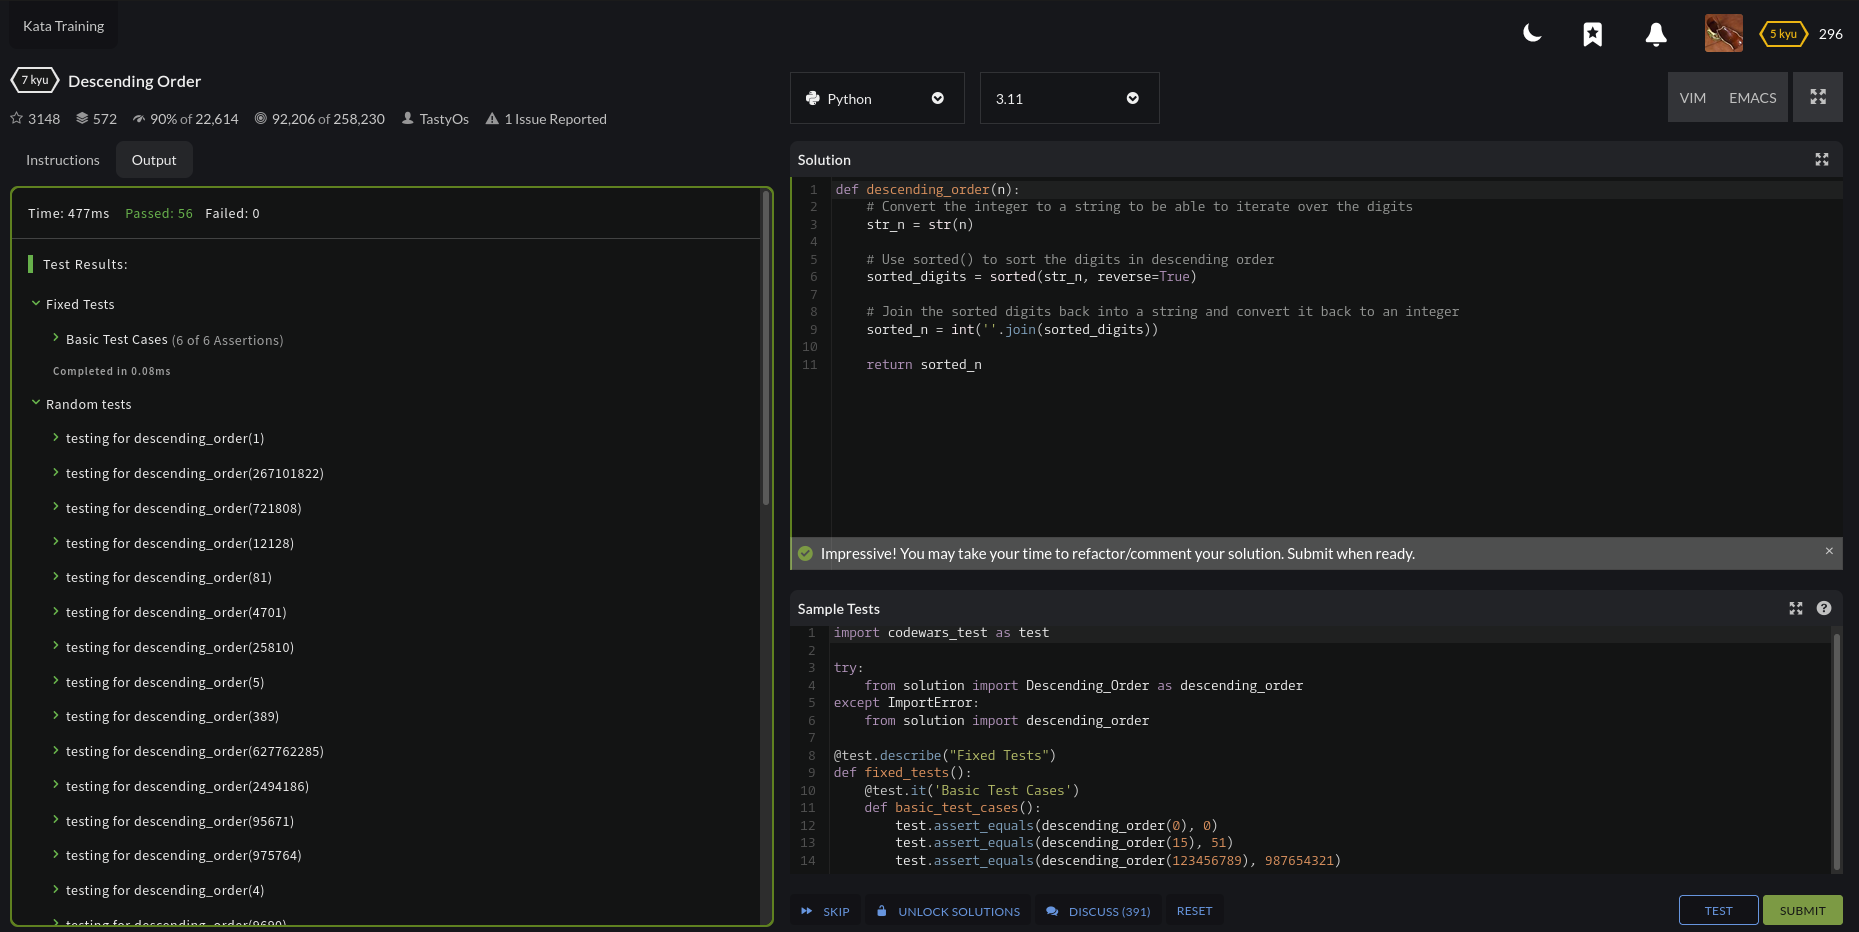 Kata Training
5 kyu 296
7 kyu Descending Order
3148 572 90% of 22,614 92,206 of 258,230 TastyOs 1 Issue Reported
Instructions Output
Time: 477ms Passed: 56 Failed: 0
Test Results:
Fixed Tests
Basic Test Cases (6 of 6 Assertions)
Completed in 0.08ms
Random tests
testing for descending_order(1)
testing for descending_order(267101822)
testing for descending_order(721808)
testing for descending_order(12128)
testing for descending_order(81)
testing for descending_order(4701)
testing for descending_order(25810)
testing for descending_order(5)
testing for descending_order(389)
testing for descending_order(627762285)
testing for descending_order(2494186)
testing for descending_order(95671)
testing for descending_order(975764)
testing for descending_order(4)
Python 3.11 VIM EMACS
Solution
1 def descending_order(n):
2 # Convert the integer to a string to be able to iterate over the digits
3 str_n = str(n)
4
5 # Use sorted() to sort the digits in descending order
6 sorted_digits = sorted(str_n, reverse=True)
7
8 # Join the sorted digits back into a string and convert it back to an integer
9 sorted_n = int(''.join(sorted_digits))
10
11 return sorted_n
Impressive! You may take your time to refactor/comment your solution. Submit when ready. ×
Sample Tests ?
1 import codewars_test as test
2
3 try:
4 from solution import Descending_Order as descending_order
5 except ImportError:
6 from solution import descending_order
7
8 @test.describe("Fixed Tests")
9 def fixed_tests():
10 @test.it('Basic Test Cases')
11 def basic_test_cases():
12 test.assert_equals(descending_order(0), 0)
13 test.assert_equals(descending_order(15), 51)
14 test.assert_equals(descending_order(123456789), 987654321)
SKIP UNLOCK SOLUTIONS DISCUSS (391) RESET TEST SUBMIT